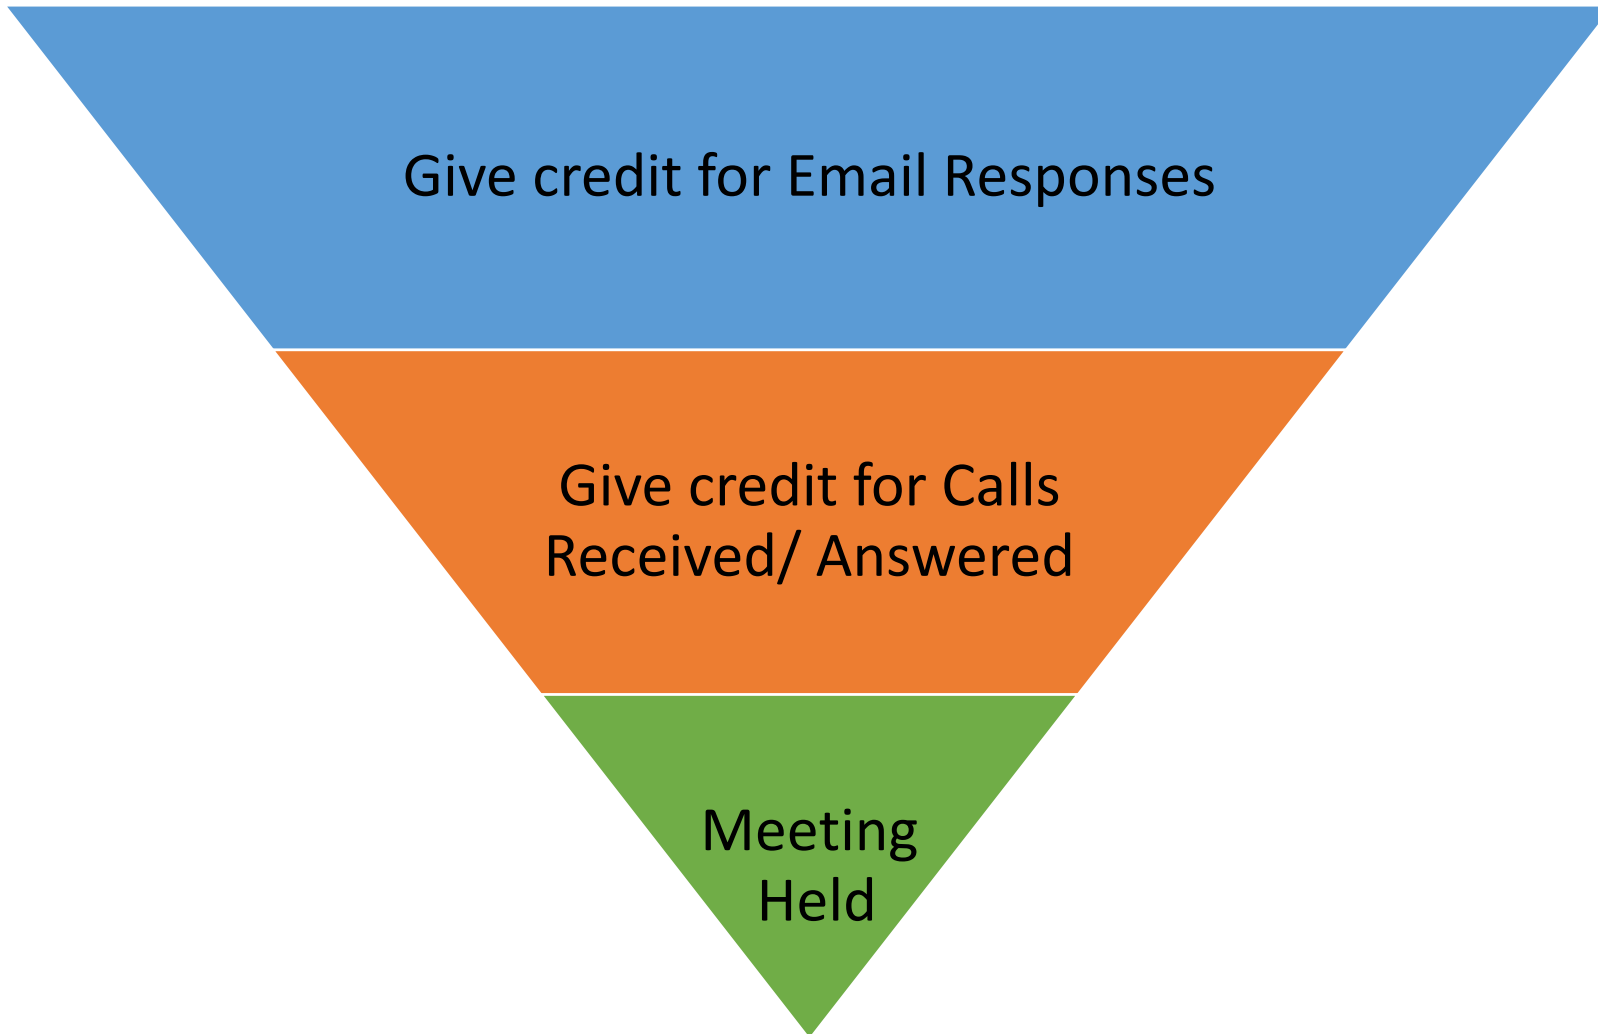 Give credit for Email Responses
Give credit for Calls
Received/ Answered
Meeting
Held